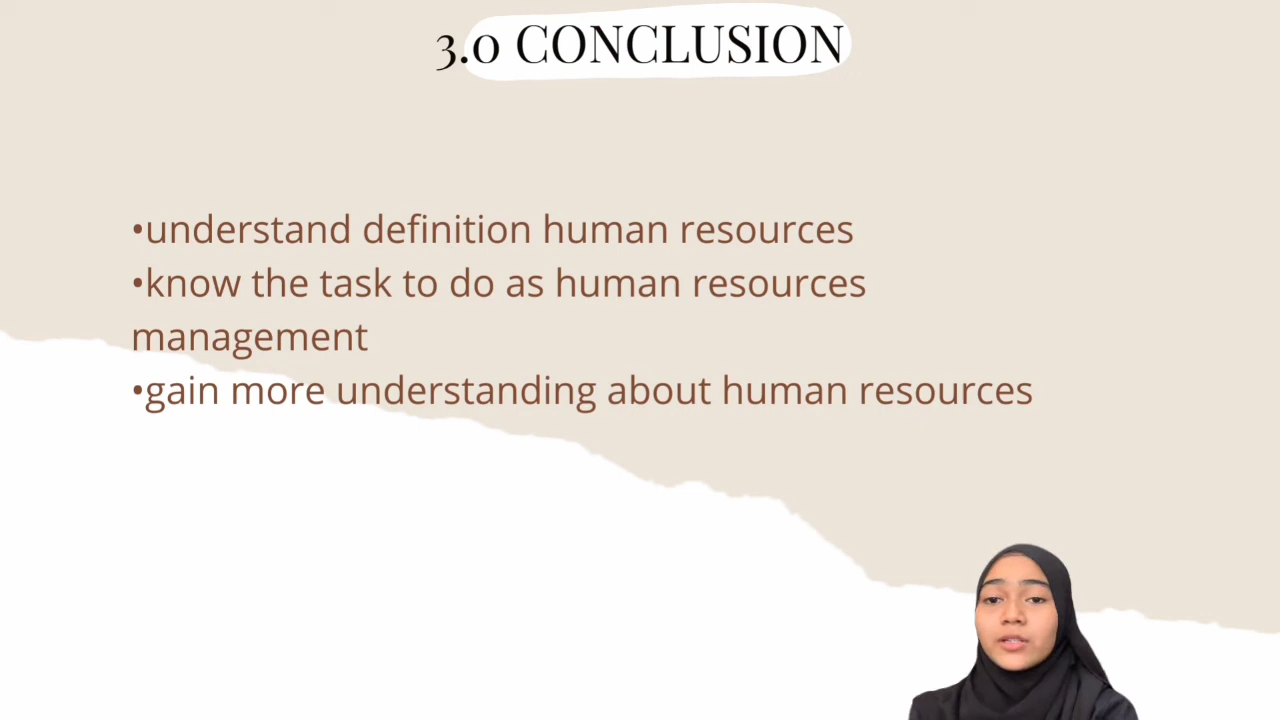 3.0 CONCLUSION
•understand definition human resources
•know the task to do as human resources
management
•gain more understanding about human resources